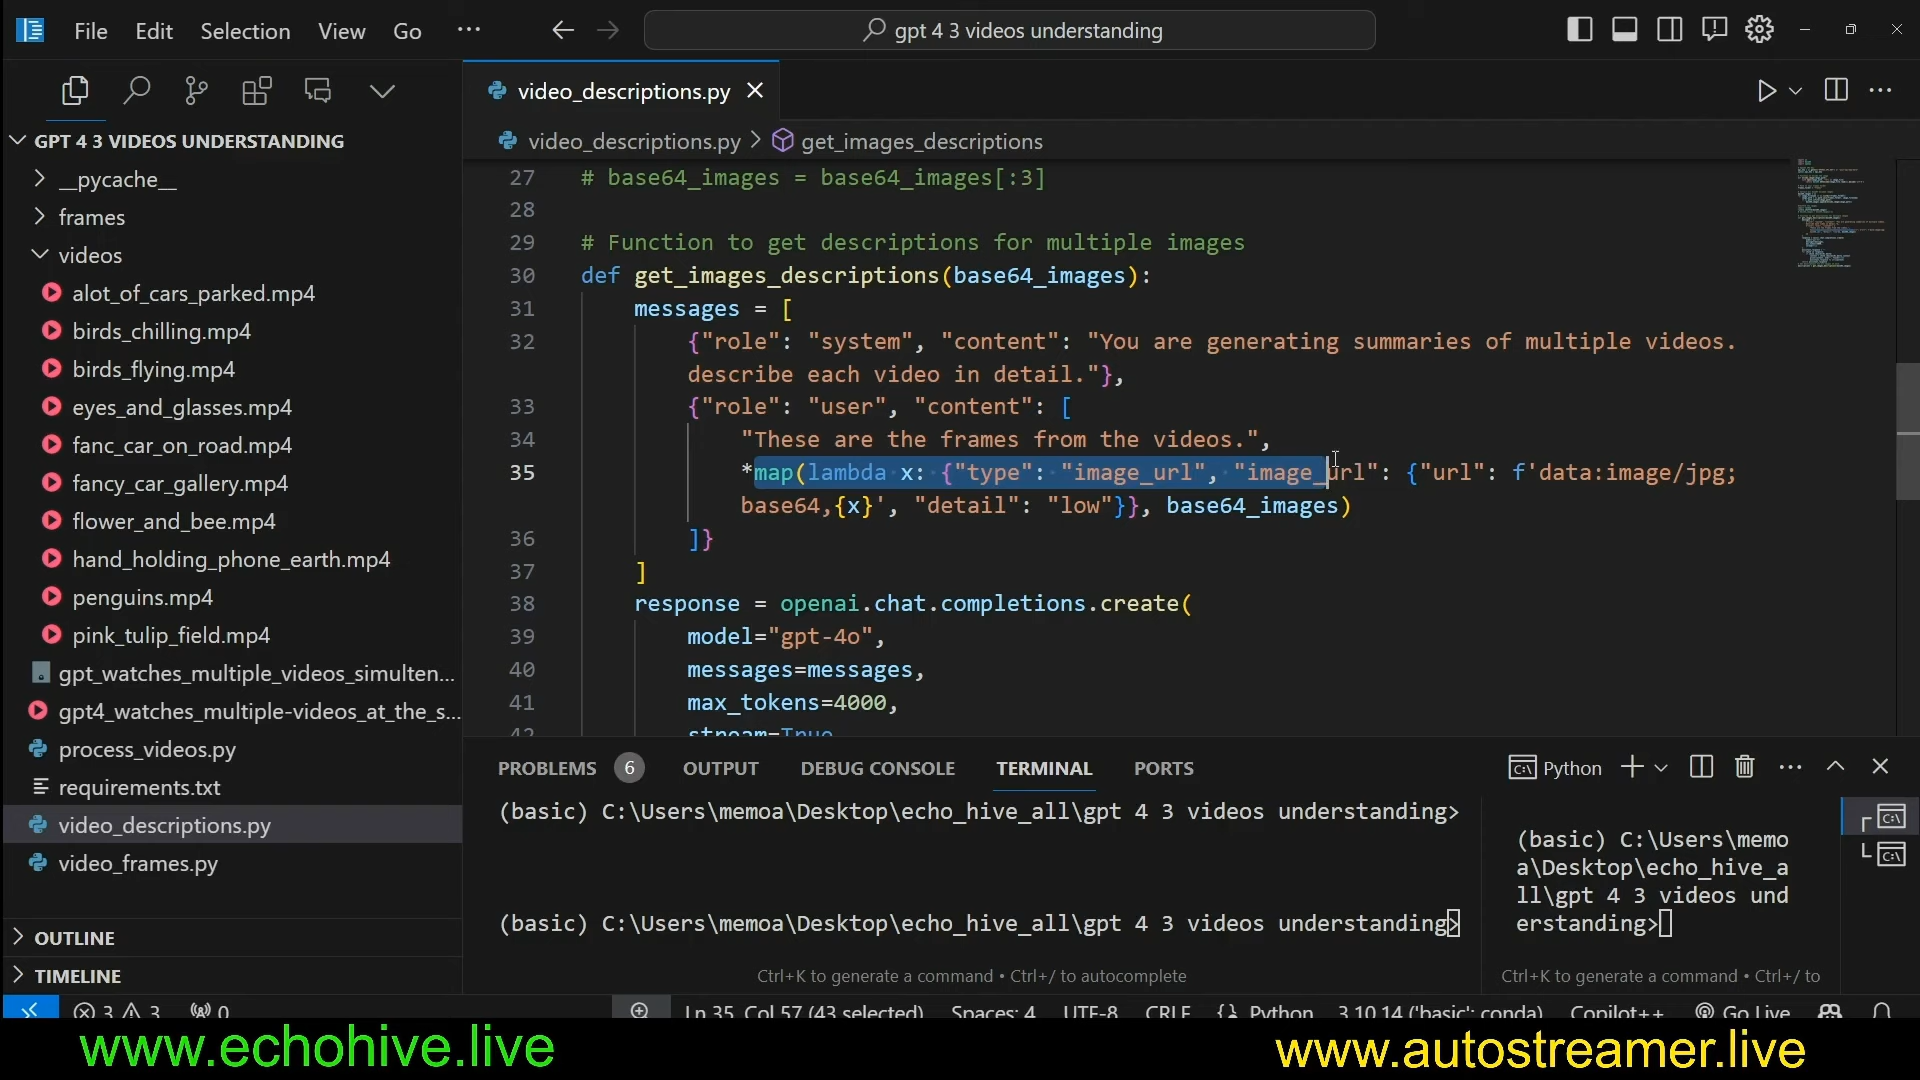 File Edit Selection View Go ···
gpt 4 3 videos understanding
video_descriptions.py
GPT 4 3 VIDEOS UNDERSTANDING
__pycache__
frames
videos
alot_of_cars_parked.mp4
birds_chilling.mp4
birds_flying.mp4
eyes_and_glasses.mp4
fanc_car_on_road.mp4
fancy_car_gallery.mp4
flower_and_bee.mp4
hand_holding_phone_earth.mp4
penguins.mp4
pink_tulip_field.mp4
gpt_watches_multiple_videos_simulten...
gpt4_watches_multiple-videos_at_the_s...
process_videos.py
requirements.txt
video_descriptions.py
video_frames.py
OUTLINE
TIMELINE
video_descriptions.py > get_images_descriptions
27 # base64_images = base64_images[:3]
28
29 # Function to get descriptions for multiple images
30 def get_images_descriptions(base64_images):
31 messages = [
32 {"role": "system", "content": "You are generating summaries of multiple videos.
describe each video in detail."},
33 {"role": "user", "content": [
34 "These are the frames from the videos.",
35 *map(lambda x: {"type": "image_url", "image_url": {"url": f'data:image/jpg;
base64,{x}', "detail": "low"}}, base64_images)
36 ]}
37 ]
38 response = openai.chat.completions.create(
39 model="gpt-4o",
40 messages=messages,
41 max_tokens=4000,
42 stream=True
PROBLEMS 6 OUTPUT DEBUG CONSOLE TERMINAL PORTS
Python
(basic) C:\Users\memoa\Desktop\echo_hive_all\gpt 4 3 videos understanding>
(basic) C:\Users\memoa\Desktop\echo_hive_all\gpt 4 3 videos understanding>
Ctrl+K to generate a command • Ctrl+/ to autocomplete
(basic) C:\Users\memo
a\Desktop\echo_hive_a
ll\gpt 4 3 videos und
erstanding>
Ctrl+K to generate a command • Ctrl+/ to
3 3 0 Ln 35, Col 57 (43 selected) Spaces: 4 UTF-8 CRLF Python 3.10.14 ('basic': conda) Copilot++ Go Live
www.echohive.live
www.autostreamer.live